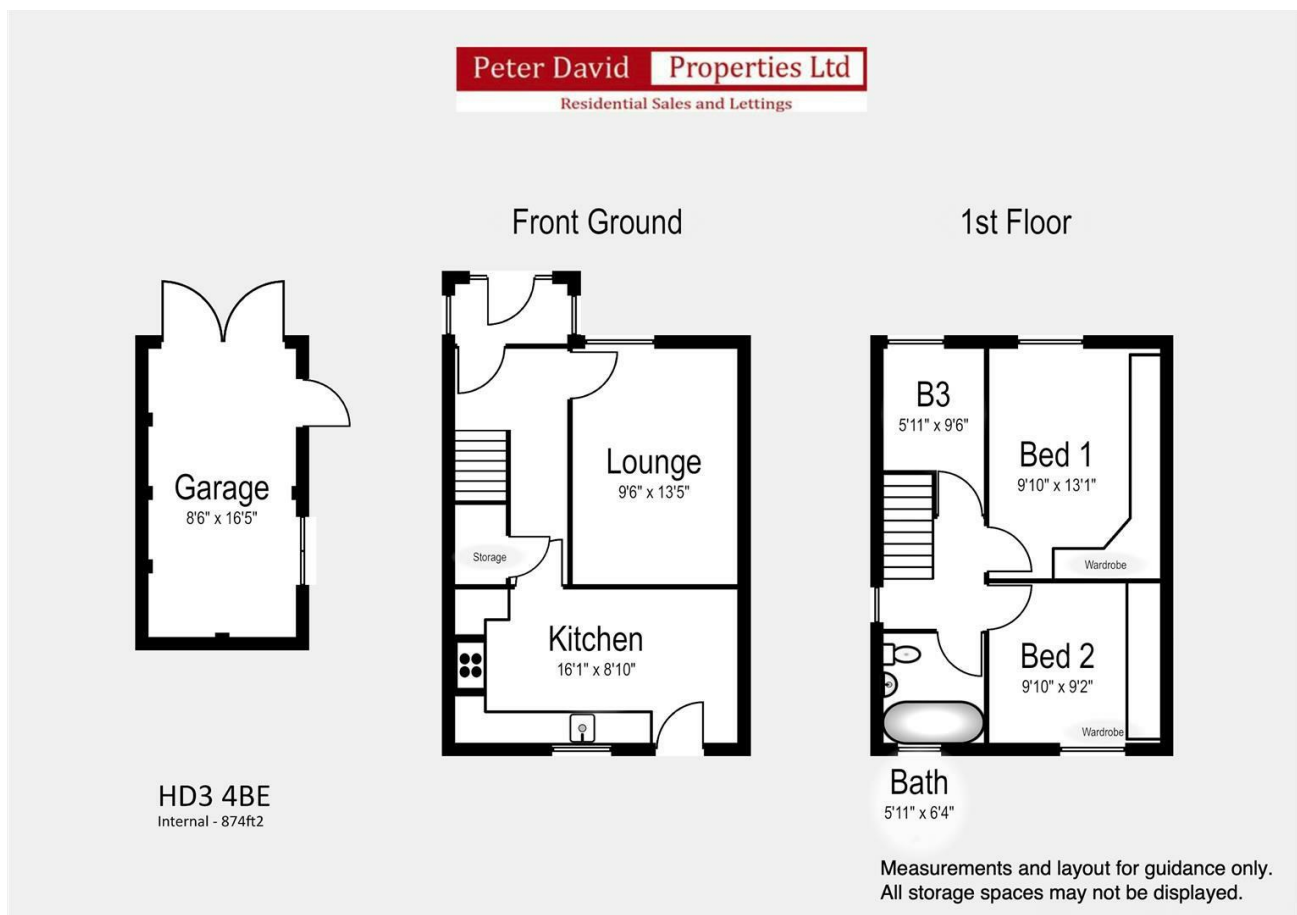 Peter David Properties Ltd
Residential Sales and Lettings
Front Ground
1st Floor
Garage
8'6" x 16'5"
Lounge
9'6" x 13'5"
Storage
Kitchen
16'1" x 8'10"
B3
5'11" x 9'6"
Bed 1
9'10" x 13'1"
Wardrobe
Bed 2
9'10" x 9'2"
Wardrobe
Bath
5'11" x 6'4"
HD3 4BE
Internal - 874ft2
Measurements and layout for guidance only.
All storage spaces may not be displayed.